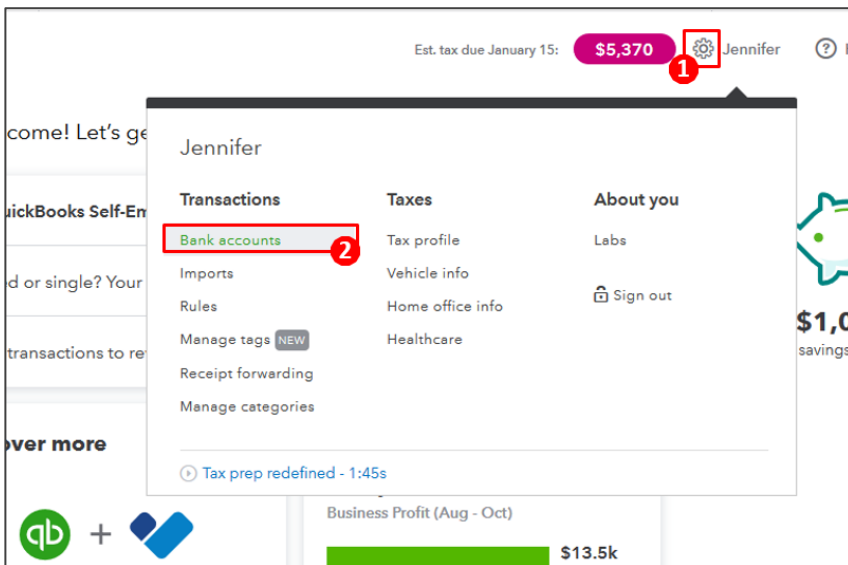 Est. tax due January 15: $5,370 Jennifer ?
1
come! Let's ge
Jennifer
Transactions Taxes About you
uickBooks Self-Em
Bank accounts Tax profile Labs
2
Imports Vehicle info
ed or single? Your
Rules Home office info Sign out
Manage tags NEW Healthcare
$1,0
transactions to re
savings
Receipt forwarding
Manage categories
over more
Tax prep redefined - 1:45s
Business Profit (Aug - Oct)
qb +
$13.5k